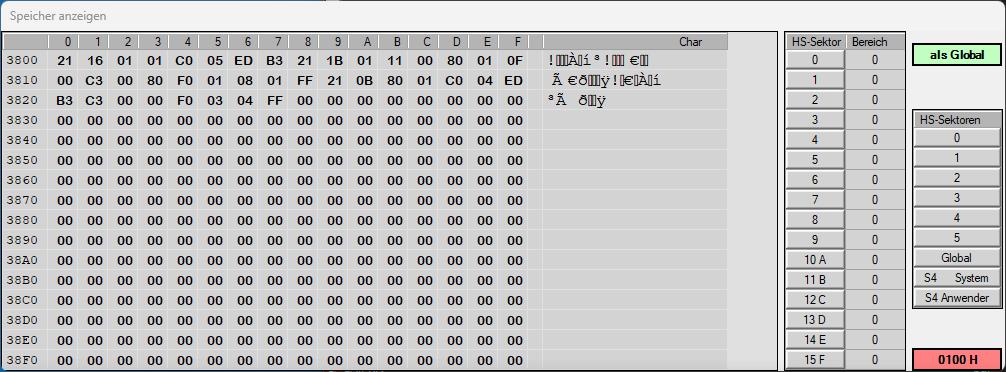 Speicher anzeigen
0 1 2 3 4 5 6 7 8 9 A B C D E F Char
3800 21 16 01 01 C0 05 ED B3 21 1B 01 11 00 80 01 0F
3810 00 C3 00 80 F0 01 08 01 FF 21 0B 80 01 C0 04 ED
3820 B3 C3 00 00 F0 03 04 FF 00 00 00 00 00 00 00 00
3830 00 00 00 00 00 00 00 00 00 00 00 00 00 00 00 00
3840 00 00 00 00 00 00 00 00 00 00 00 00 00 00 00 00
3850 00 00 00 00 00 00 00 00 00 00 00 00 00 00 00 00
3860 00 00 00 00 00 00 00 00 00 00 00 00 00 00 00 00
3870 00 00 00 00 00 00 00 00 00 00 00 00 00 00 00 00
3880 00 00 00 00 00 00 00 00 00 00 00 00 00 00 00 00
3890 00 00 00 00 00 00 00 00 00 00 00 00 00 00 00 00
38A0 00 00 00 00 00 00 00 00 00 00 00 00 00 00 00 00
38B0 00 00 00 00 00 00 00 00 00 00 00 00 00 00 00 00
38C0 00 00 00 00 00 00 00 00 00 00 00 00 00 00 00 00
38D0 00 00 00 00 00 00 00 00 00 00 00 00 00 00 00 00
38E0 00 00 00 00 00 00 00 00 00 00 00 00 00 00 00 00
38F0 00 00 00 00 00 00 00 00 00 00 00 00 00 00 00 00
HS-Sektor Bereich
0 0
1 0
2 0
3 0
4 0
5 0
6 0
7 0
8 0
9 0
10 A 0
11 B 0
12 C 0
13 D 0
14 E 0
15 F 0
als Global
HS-Sektoren
0
1
2
3
4
5
Global
S4 System
S4 Anwender
0100 H